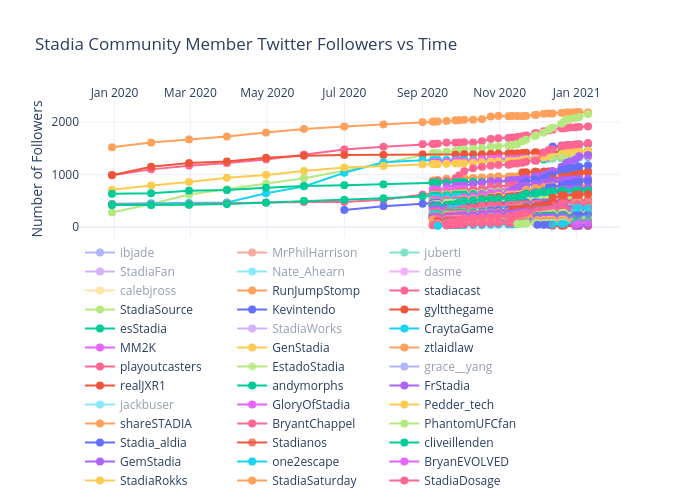 Stadia Community Member Twitter Followers vs Time
Jan 2020 Mar 2020 May 2020 Jul 2020 Sep 2020 Nov 2020 Jan 2021
Number of Followers
2000
1000
0
ibjade MrPhilHarrison juberti
StadiaFan Nate_Ahearn dasme
calebjross RunJumpStomp stadiacast
StadiaSource Kevintendo gyltthegame
esStadia StadiaWorks CraytaGame
MM2K GenStadia ztlaidlaw
playoutcasters EstadoStadia grace__yang
realJXR1 andymorphs FrStadia
jackbuser GloryOfStadia Pedder_tech
shareSTADIA BryantChappel PhantomUFCfan
Stadia_aldia Stadianos cliveillenden
GemStadia one2escape BryanEVOLVED
StadiaRokks StadiaSaturday StadiaDosage